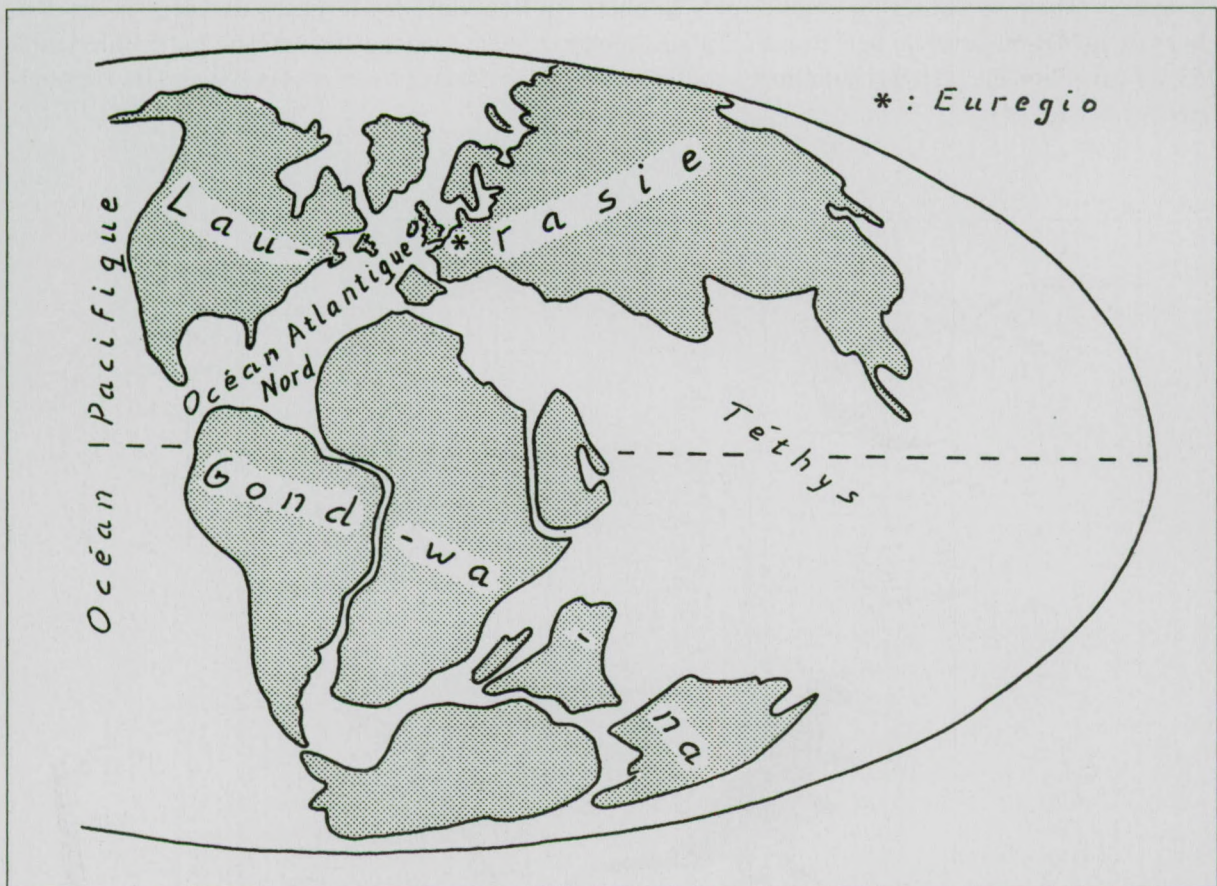 * : Euregio
Lau-
rasie
*
Océan Pacifique
Océan Atlantique
Nord
Téthys
Gond
-wa
-
na